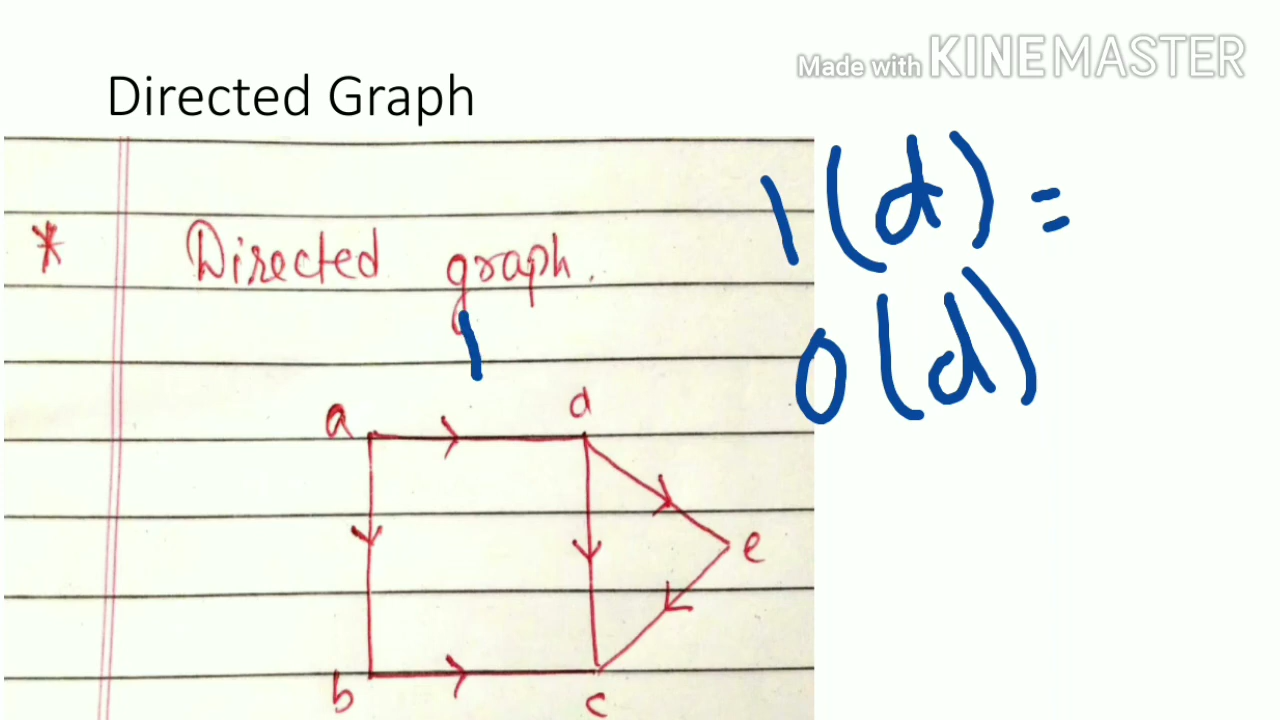 Made with KINEMASTER
Directed Graph
* Directed graph.
I(d) =
O(d)
a
d
e
b
c